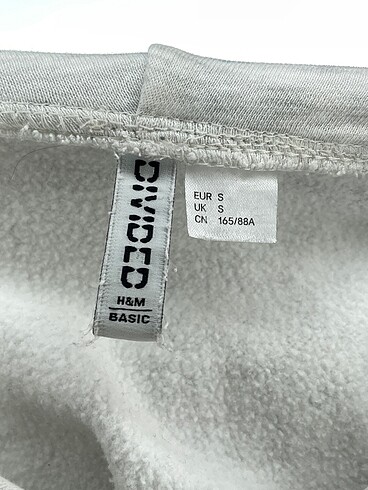 DIVIDED
H&M
BASIC
EUR S
UK S
CN 165/88A